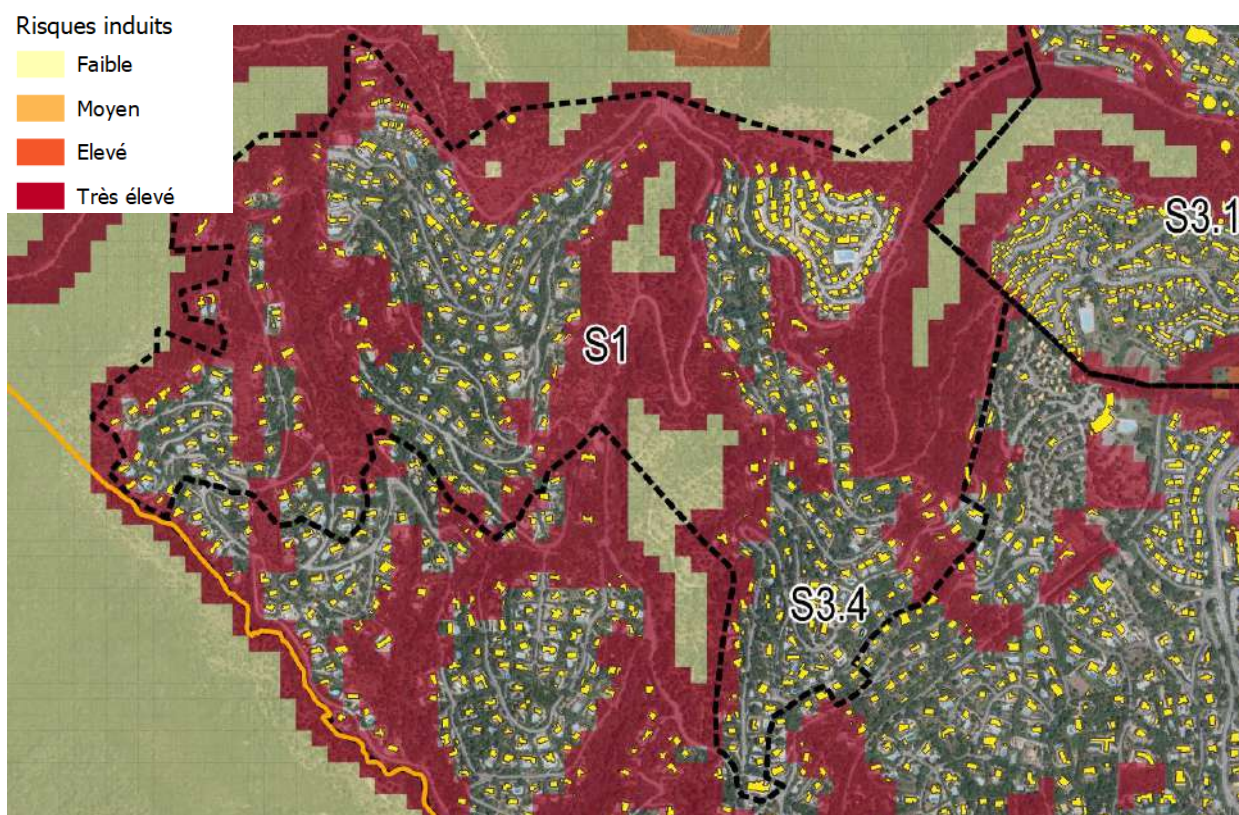 Risques induits
Faible
Moyen
Elevé
Très élevé
S3.1
S1
S3.4